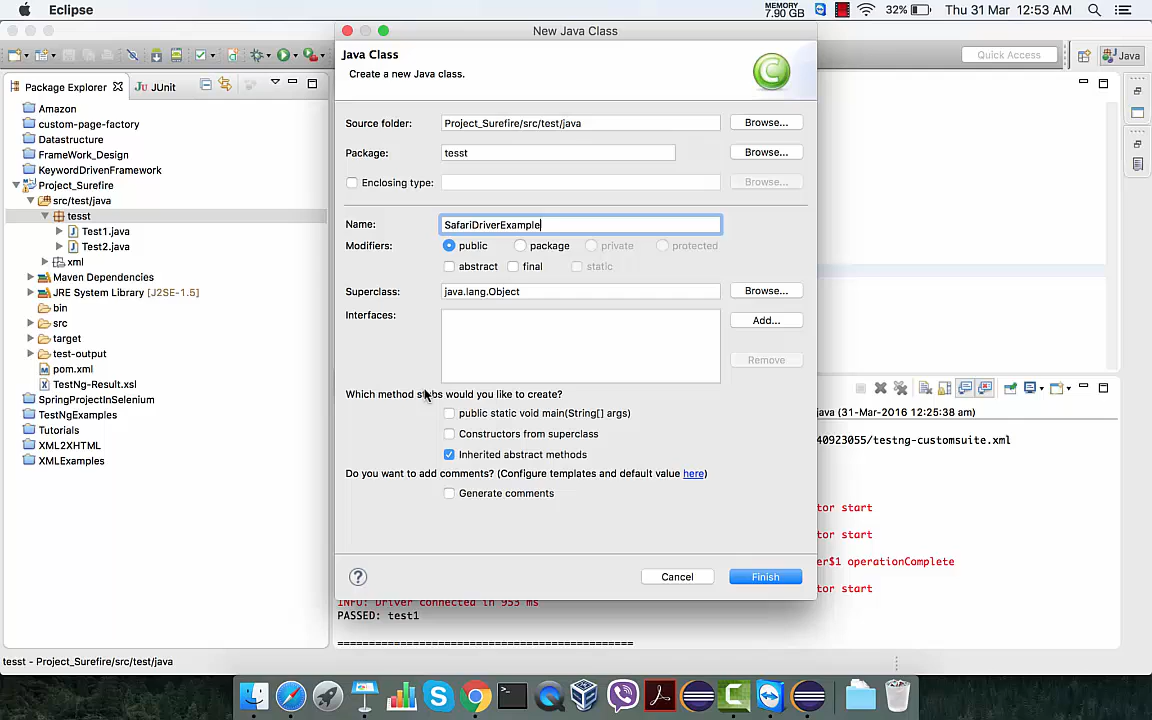 Eclipse
MEMORY
7.90 GB
32%
Thu 31 Mar 12:53 AM
New Java Class
Quick Access
Java
Java Class
Create a new Java class.
Package Explorer
JUnit
Amazon
custom-page-factory
Datastructure
FrameWork_Design
KeywordDrivenFramework
Project_Surefire
src/test/java
tesst
Test1.java
Test2.java
xml
Maven Dependencies
JRE System Library [J2SE-1.5]
bin
src
target
test-output
pom.xml
TestNg-Result.xsl
SpringProjectInSelenium
TestNgExamples
Tutorials
XML2XHTML
XMLExamples
Source folder: Project_Surefire/src/test/java Browse...
Package: tesst Browse...
Enclosing type: Browse...
Name: SafariDriverExample
Modifiers: public package private protected
abstract final static
Superclass: java.lang.Object Browse...
Interfaces: Add...
Remove
Which method stubs would you like to create?
public static void main(String[] args)
Constructors from superclass
Inherited abstract methods
Do you want to add comments? (Configure templates and default value here)
Generate comments
? Cancel Finish
java (31-Mar-2016 12:25:38 am)
40923055/testng-customsuite.xml
tor start
tor start
er$1 operationComplete
tor start
INFO: Driver connected in 953 ms
PASSED: test1
===============================================
tesst - Project_Surefire/src/test/java